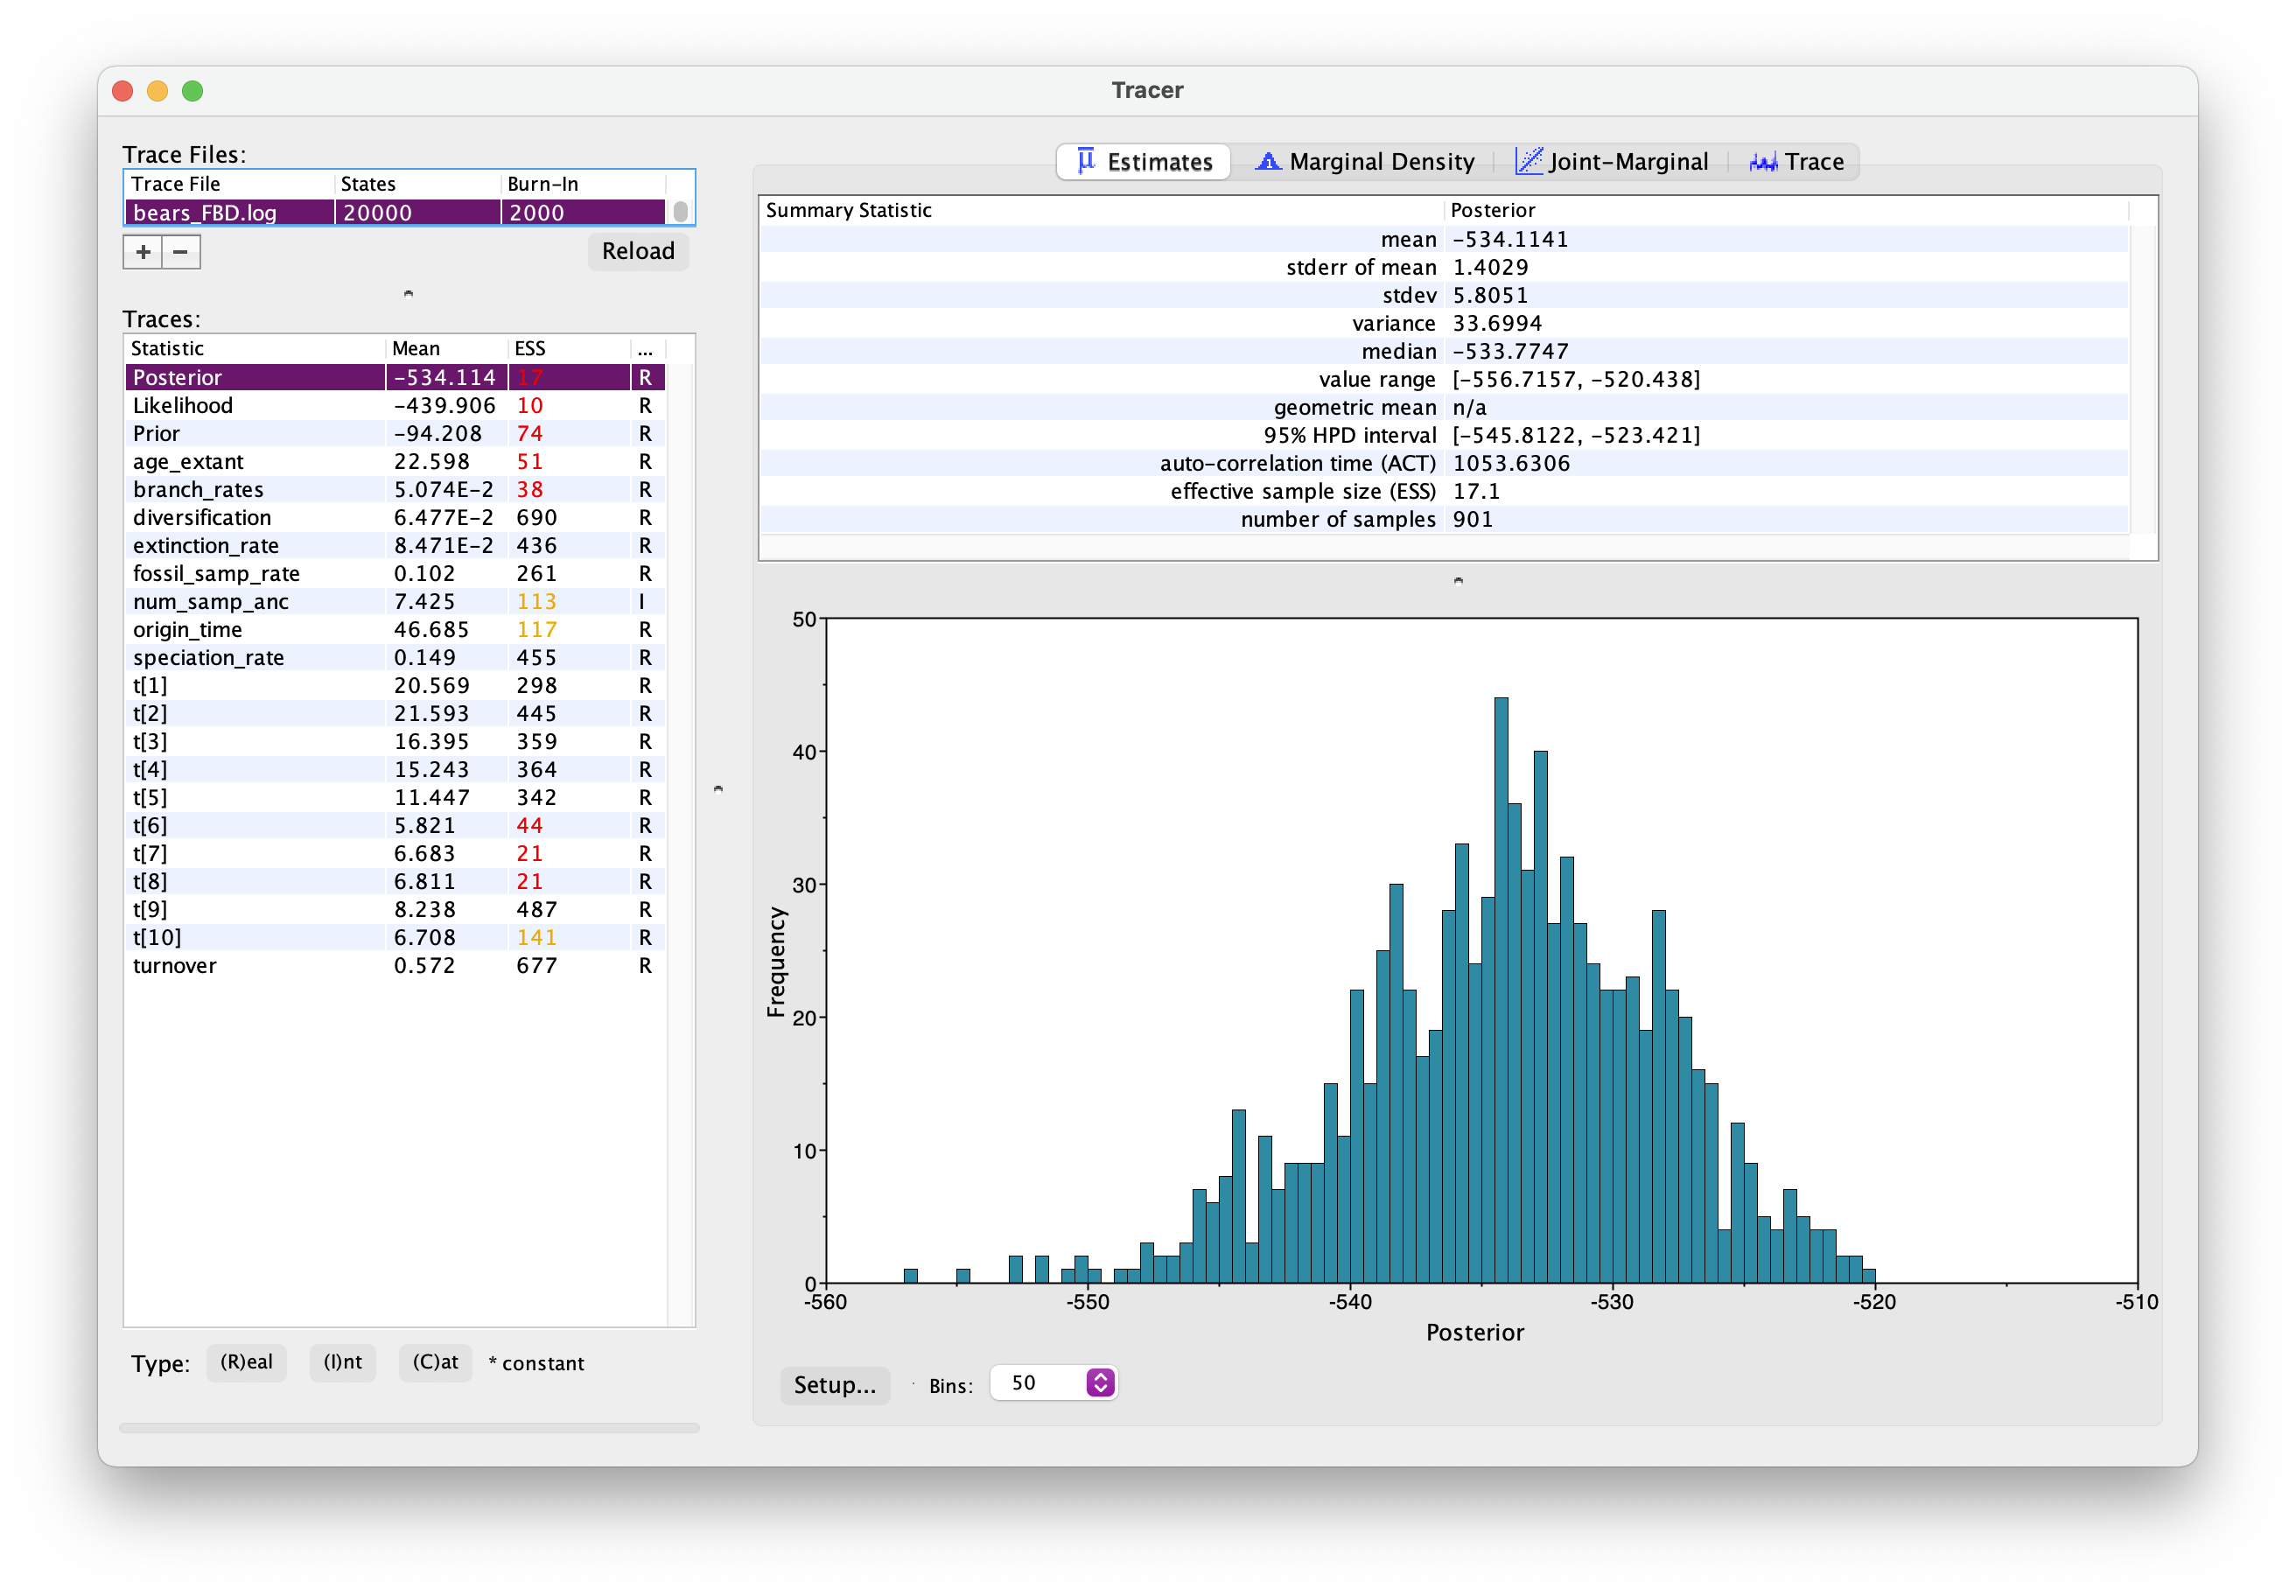 Tracer
Trace Files:
Trace File States Burn-In
bears_FBD.log 20000 2000
+ − Reload
Traces:
Statistic Mean ESS ...
Posterior -534.114 17 R
Likelihood -439.906 10 R
Prior -94.208 74 R
age_extant 22.598 51 R
branch_rates 5.074E-2 38 R
diversification 6.477E-2 690 R
extinction_rate 8.471E-2 436 R
fossil_samp_rate 0.102 261 R
num_samp_anc 7.425 113 I
origin_time 46.685 117 R
speciation_rate 0.149 455 R
t[1] 20.569 298 R
t[2] 21.593 445 R
t[3] 16.395 359 R
t[4] 15.243 364 R
t[5] 11.447 342 R
t[6] 5.821 44 R
t[7] 6.683 21 R
t[8] 6.811 21 R
t[9] 8.238 487 R
t[10] 6.708 141 R
turnover 0.572 677 R
Type: (R)eal (I)nt (C)at * constant
Estimates Marginal Density Joint-Marginal Trace
Summary Statistic Posterior
mean -534.1141
stderr of mean 1.4029
stdev 5.8051
variance 33.6994
median -533.7747
value range [-556.7157, -520.438]
geometric mean n/a
95% HPD interval [-545.8122, -523.421]
auto-correlation time (ACT) 1053.6306
effective sample size (ESS) 17.1
number of samples 901
50
40
30
20
10
0
Frequency
-560 -550 -540 -530 -520 -510
Posterior
Setup... Bins: 50